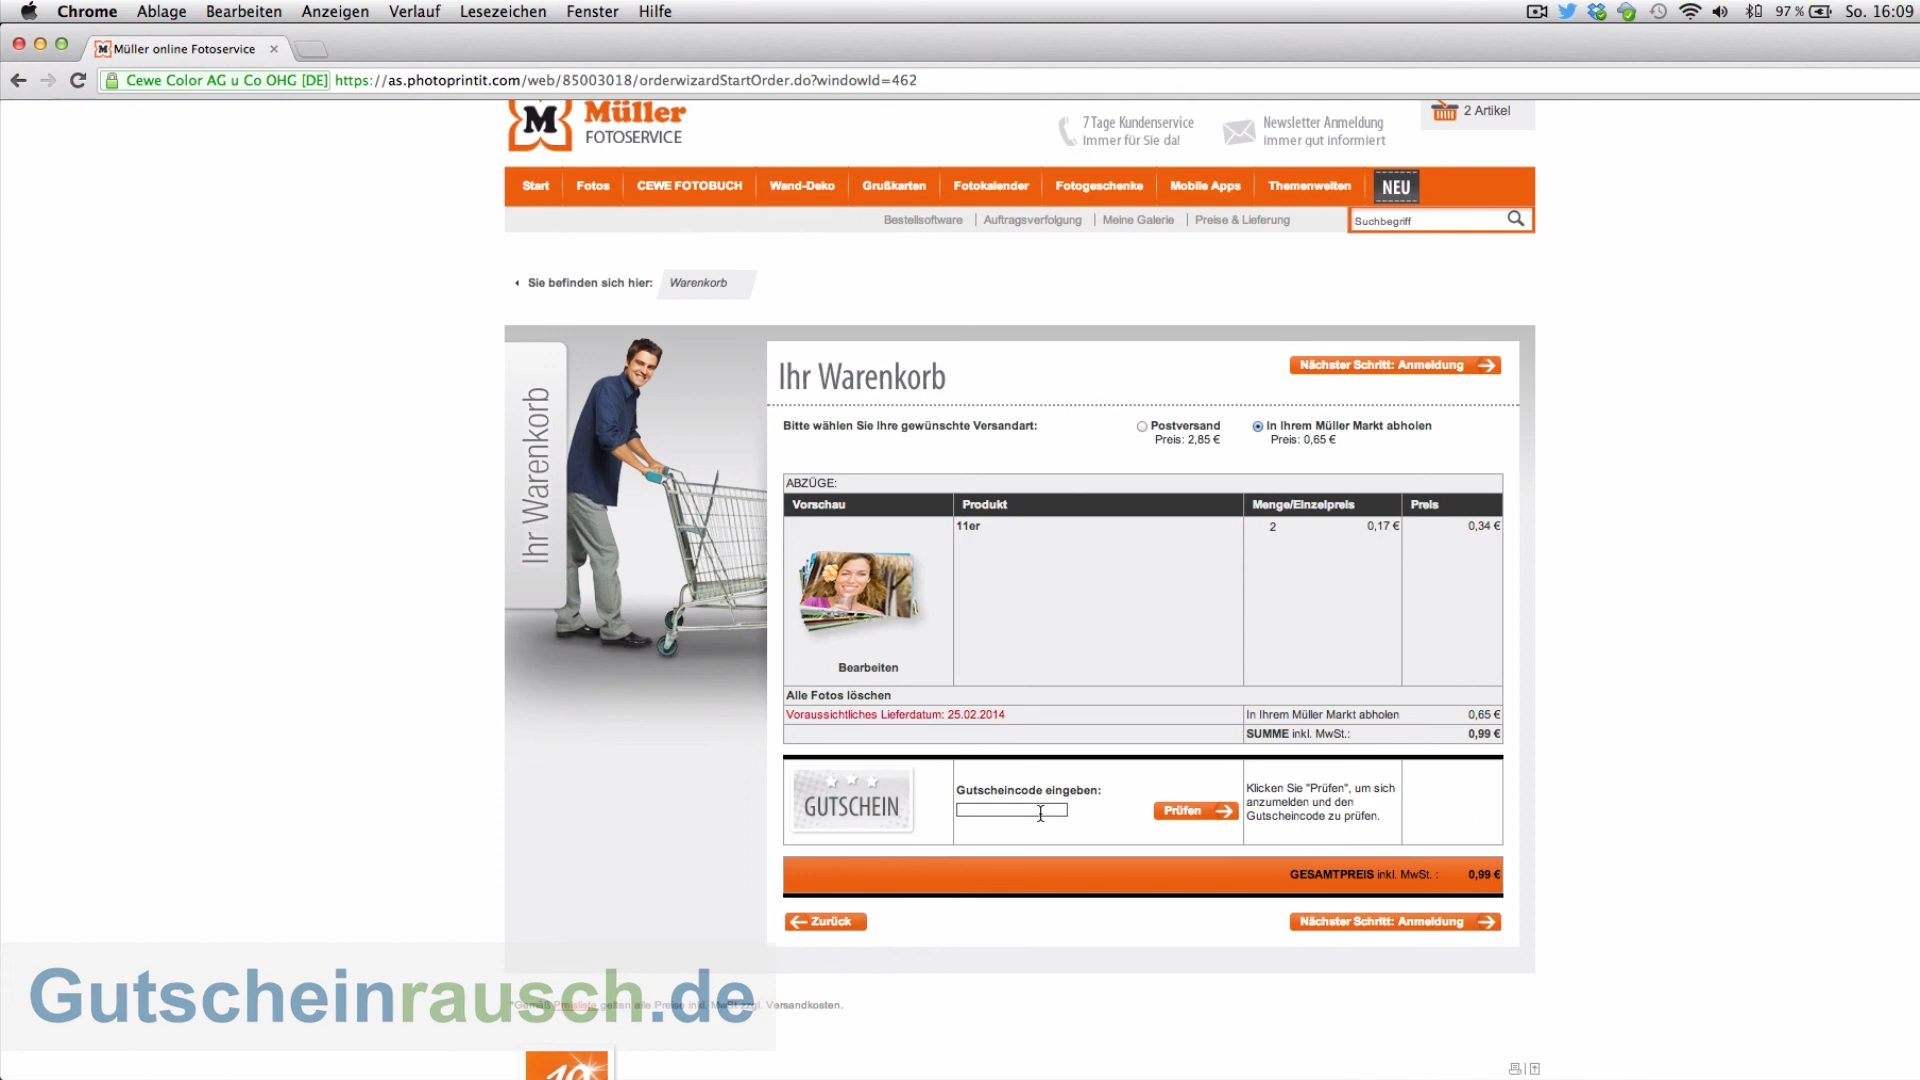 Chrome Ablage Bearbeiten Anzeigen Verlauf Lesezeichen Fenster Hilfe 97 % So. 16:09
Müller online Fotoservice
Cewe Color AG u Co OHG [DE] https://as.photoprintit.com/web/85003018/orderwizardStartOrder.do?windowId=462
M Müller
FOTOSERVICE
7 Tage Kundenservice
Immer für Sie da!
Newsletter Anmeldung
immer gut informiert
2 Artikel
Start Fotos CEWE FOTOBUCH Wand-Deko Grußkarten Fotokalender Fotogeschenke Mobile Apps Themenwelten NEU
Bestellsoftware | Auftragsverfolgung | Meine Galerie | Preise & Lieferung Suchbegriff
Sie befinden sich hier: Warenkorb
Ihr Warenkorb
Ihr Warenkorb
Nächster Schritt: Anmeldung
Bitte wählen Sie Ihre gewünschte Versandart:
Postversand
Preis: 2,85 €
In Ihrem Müller Markt abholen
Preis: 0,65 €
ABZÜGE:
Vorschau Produkt Menge/Einzelpreis Preis
11er 2 0,17 € 0,34 €
Bearbeiten
Alle Fotos löschen
Voraussichtliches Lieferdatum: 25.02.2014 In Ihrem Müller Markt abholen 0,65 €
SUMME inkl. MwSt.: 0,99 €
GUTSCHEIN
Gutscheincode eingeben:
Prüfen
Klicken Sie "Prüfen", um sich
anzumelden und den
Gutscheincode zu prüfen.
GESAMTPREIS inkl. MwSt. : 0,99 €
Zurück
Nächster Schritt: Anmeldung
Gutscheinrausch.de
*Gemäß Preisliste gelten alle Preise inkl. MwSt zzgl. Versandkosten.